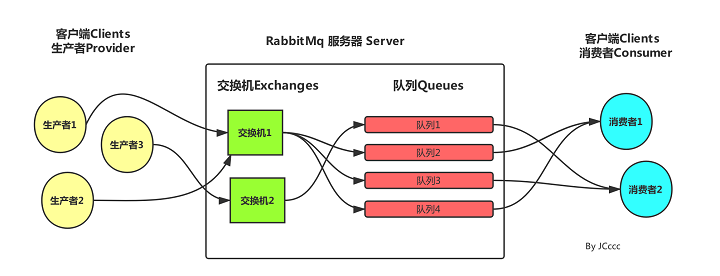 客户端Clients
生产者Provider
RabbitMq 服务器 Server
客户端Clients
消费者Consumer
交换机Exchanges
队列Queues
生产者1
生产者3
生产者2
交换机1
交换机2
队列1
队列2
队列3
队列4
消费者1
消费者2
By JCccc